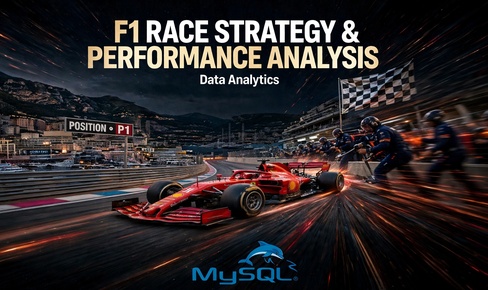 F1 RACE STRATEGY &
PERFORMANCE ANALYSIS
Data Analytics
POSITION • P1
MySQL